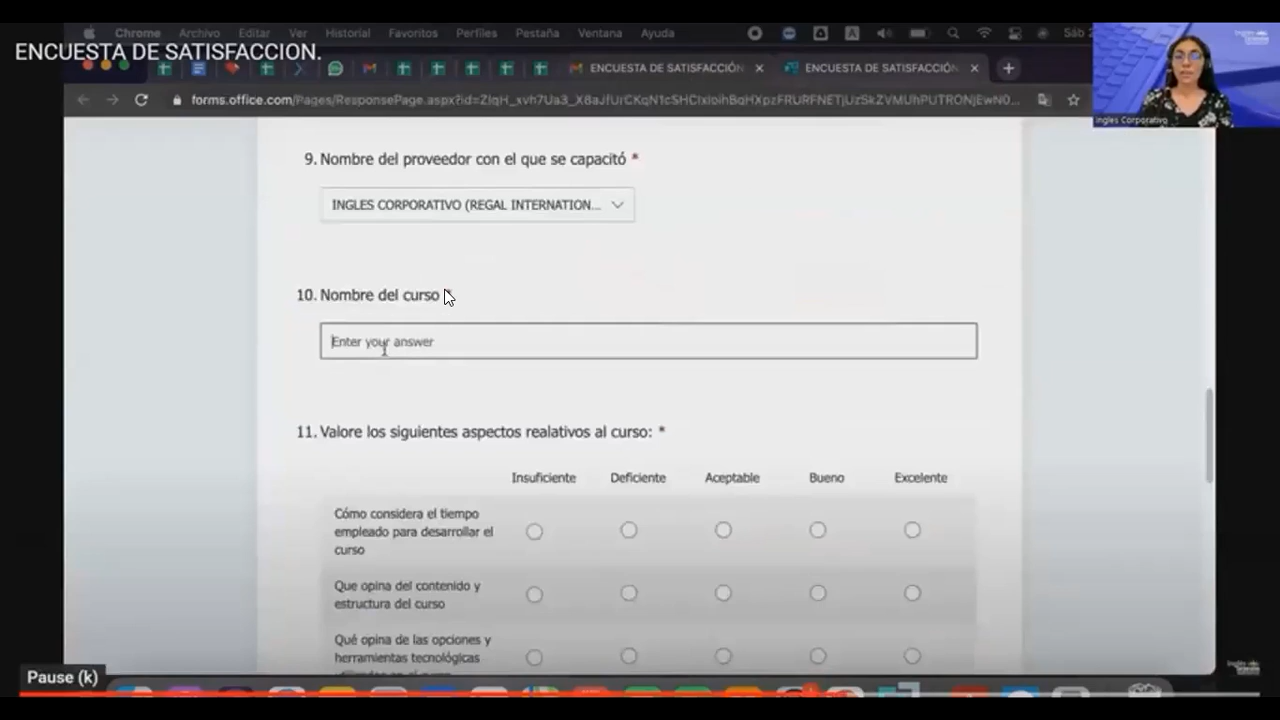 Chrome Archivo Editar Ver Historial Favoritos Perfiles Pestaña Ventana Ayuda
ENCUESTA DE SATISFACCION.
ENCUESTA DE SATISFACCIÓN
ENCUESTA DE SATISFACCIÓN
Ingles Corporativo
9. Nombre del proveedor con el que se capacitó *
INGLES CORPORATIVO (REGAL INTERNATION...
10. Nombre del curso
Enter your answer
11. Valore los siguientes aspectos realativos al curso: *
Insuficiente Deficiente Aceptable Bueno Excelente
Cómo considera el tiempo
empleado para desarrollar el
curso
Que opina del contenido y
estructura del curso
Qué opina de las opciones y
herramientas tecnológicas
Pause (k)